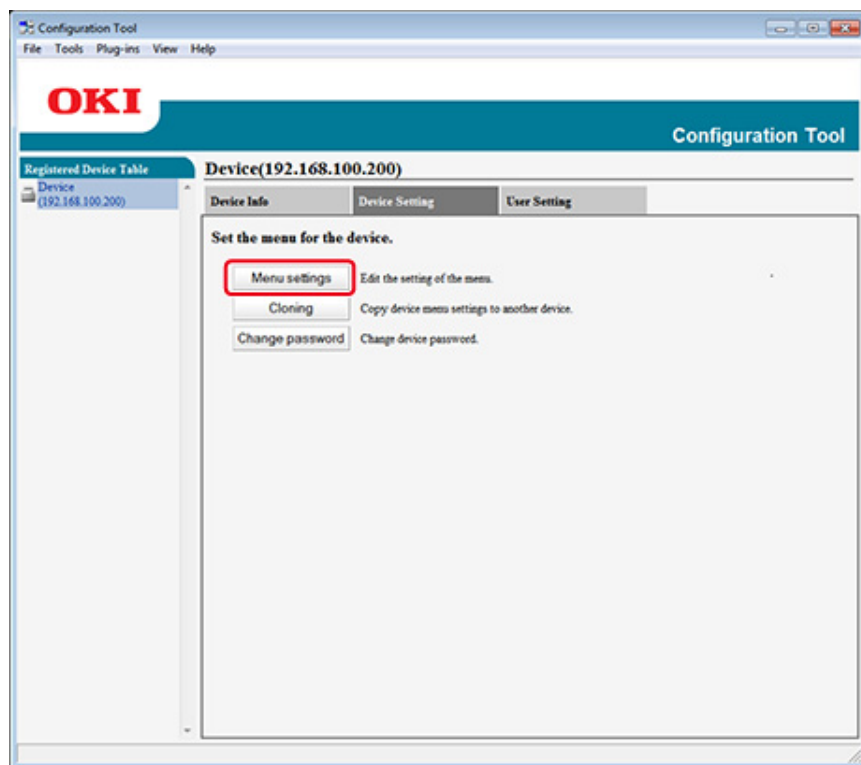 Configuration Tool
File Tools Plug-ins View Help
OKI
Configuration Tool
Registered Device Table
Device
(192.168.100.200)
Device(192.168.100.200)
Device Info Device Setting User Setting
Set the menu for the device.
Menu settings Edit the setting of the menu.
Cloning Copy device menu settings to another device.
Change password Change device password.